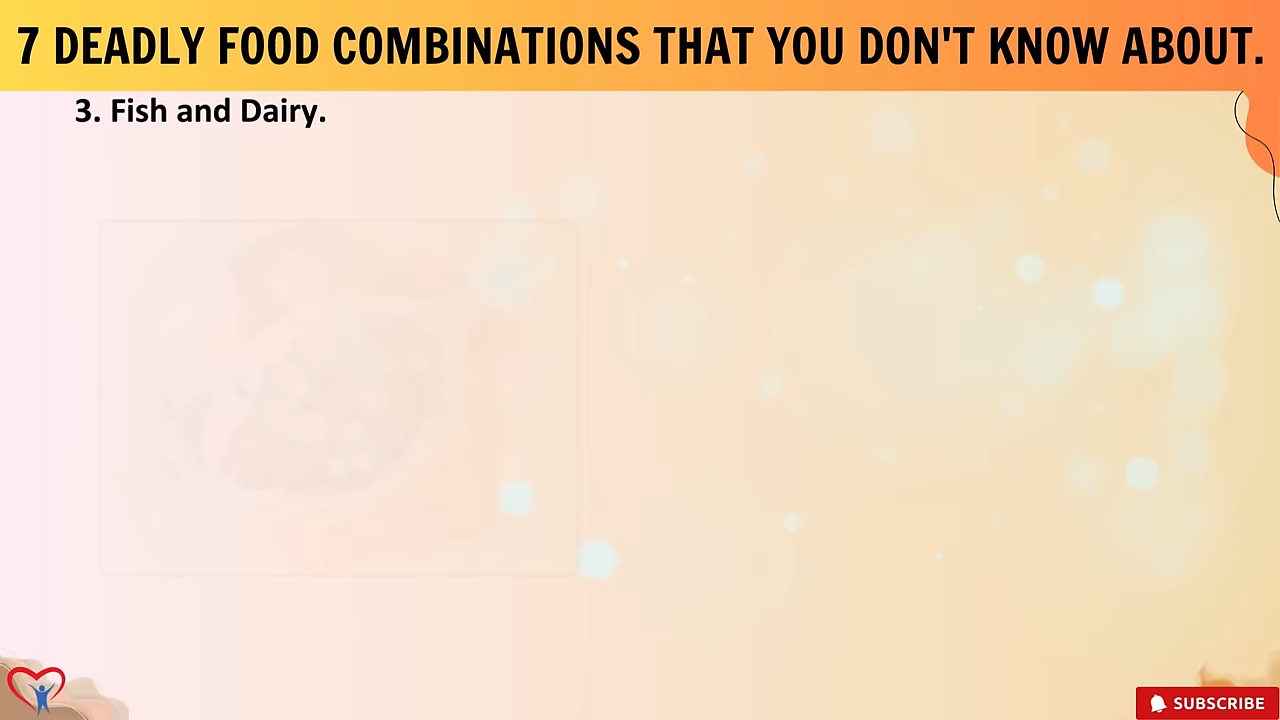 7 DEADLY FOOD COMBINATIONS THAT YOU DON'T KNOW ABOUT.
3. Fish and Dairy.
SUBSCRIBE